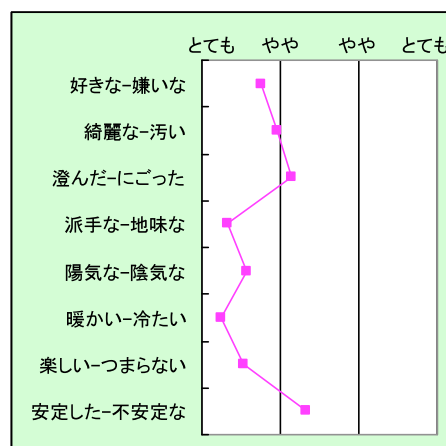 とても やや やや とても
好きな−嫌いな
綺麗な−汚い
澄んだ−にごった
派手な−地味な
陽気な−陰気な
暖かい−冷たい
楽しい−つまらない
安定した−不安定な